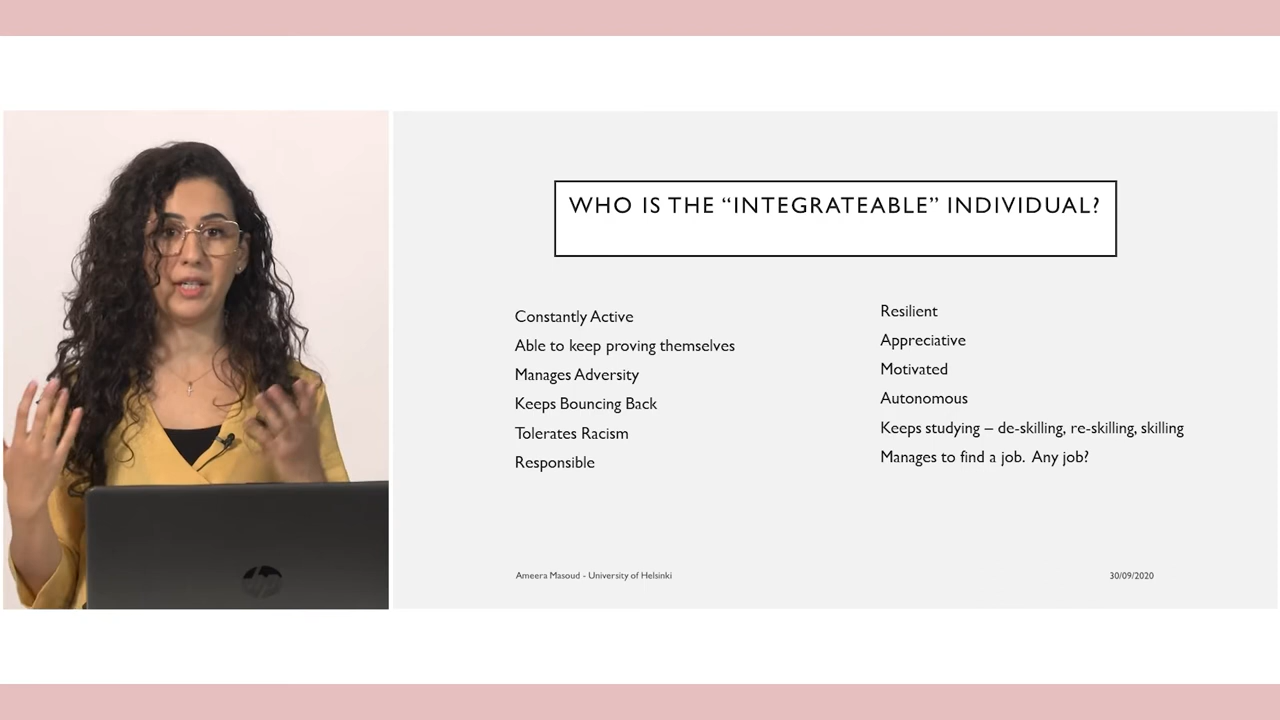 WHO IS THE “INTEGRATEABLE” INDIVIDUAL?
Constantly Active
Able to keep proving themselves
Manages Adversity
Keeps Bouncing Back
Tolerates Racism
Responsible
Resilient
Appreciative
Motivated
Autonomous
Keeps studying – de-skilling, re-skilling, skilling
Manages to find a job. Any job?
Ameera Masoud - University of Helsinki
30/09/2020
hp